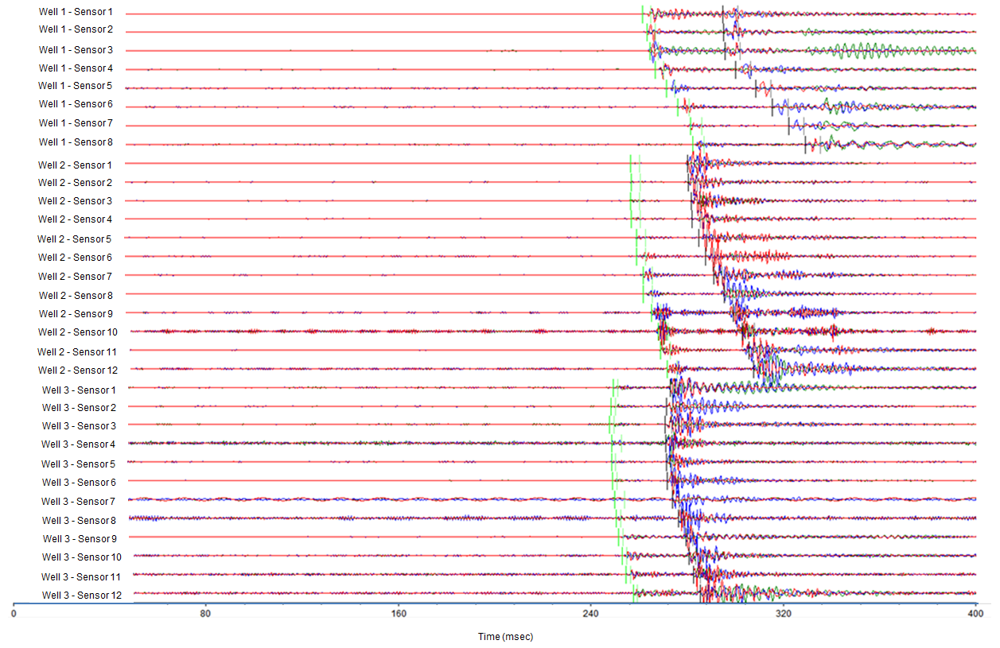 Well 1 - Sensor 1
Well 1 - Sensor 2
Well 1 - Sensor 3
Well 1 - Sensor 4
Well 1 - Sensor 5
Well 1 - Sensor 6
Well 1 - Sensor 7
Well 1 - Sensor 8
Well 2 - Sensor 1
Well 2 - Sensor 2
Well 2 - Sensor 3
Well 2 - Sensor 4
Well 2 - Sensor 5
Well 2 - Sensor 6
Well 2 - Sensor 7
Well 2 - Sensor 8
Well 2 - Sensor 9
Well 2 - Sensor 10
Well 2 - Sensor 11
Well 2 - Sensor 12
Well 3 - Sensor 1
Well 3 - Sensor 2
Well 3 - Sensor 3
Well 3 - Sensor 4
Well 3 - Sensor 5
Well 3 - Sensor 6
Well 3 - Sensor 7
Well 3 - Sensor 8
Well 3 - Sensor 9
Well 3 - Sensor 10
Well 3 - Sensor 11
Well 3 - Sensor 12
0 80 160 240 320 400
Time (msec)